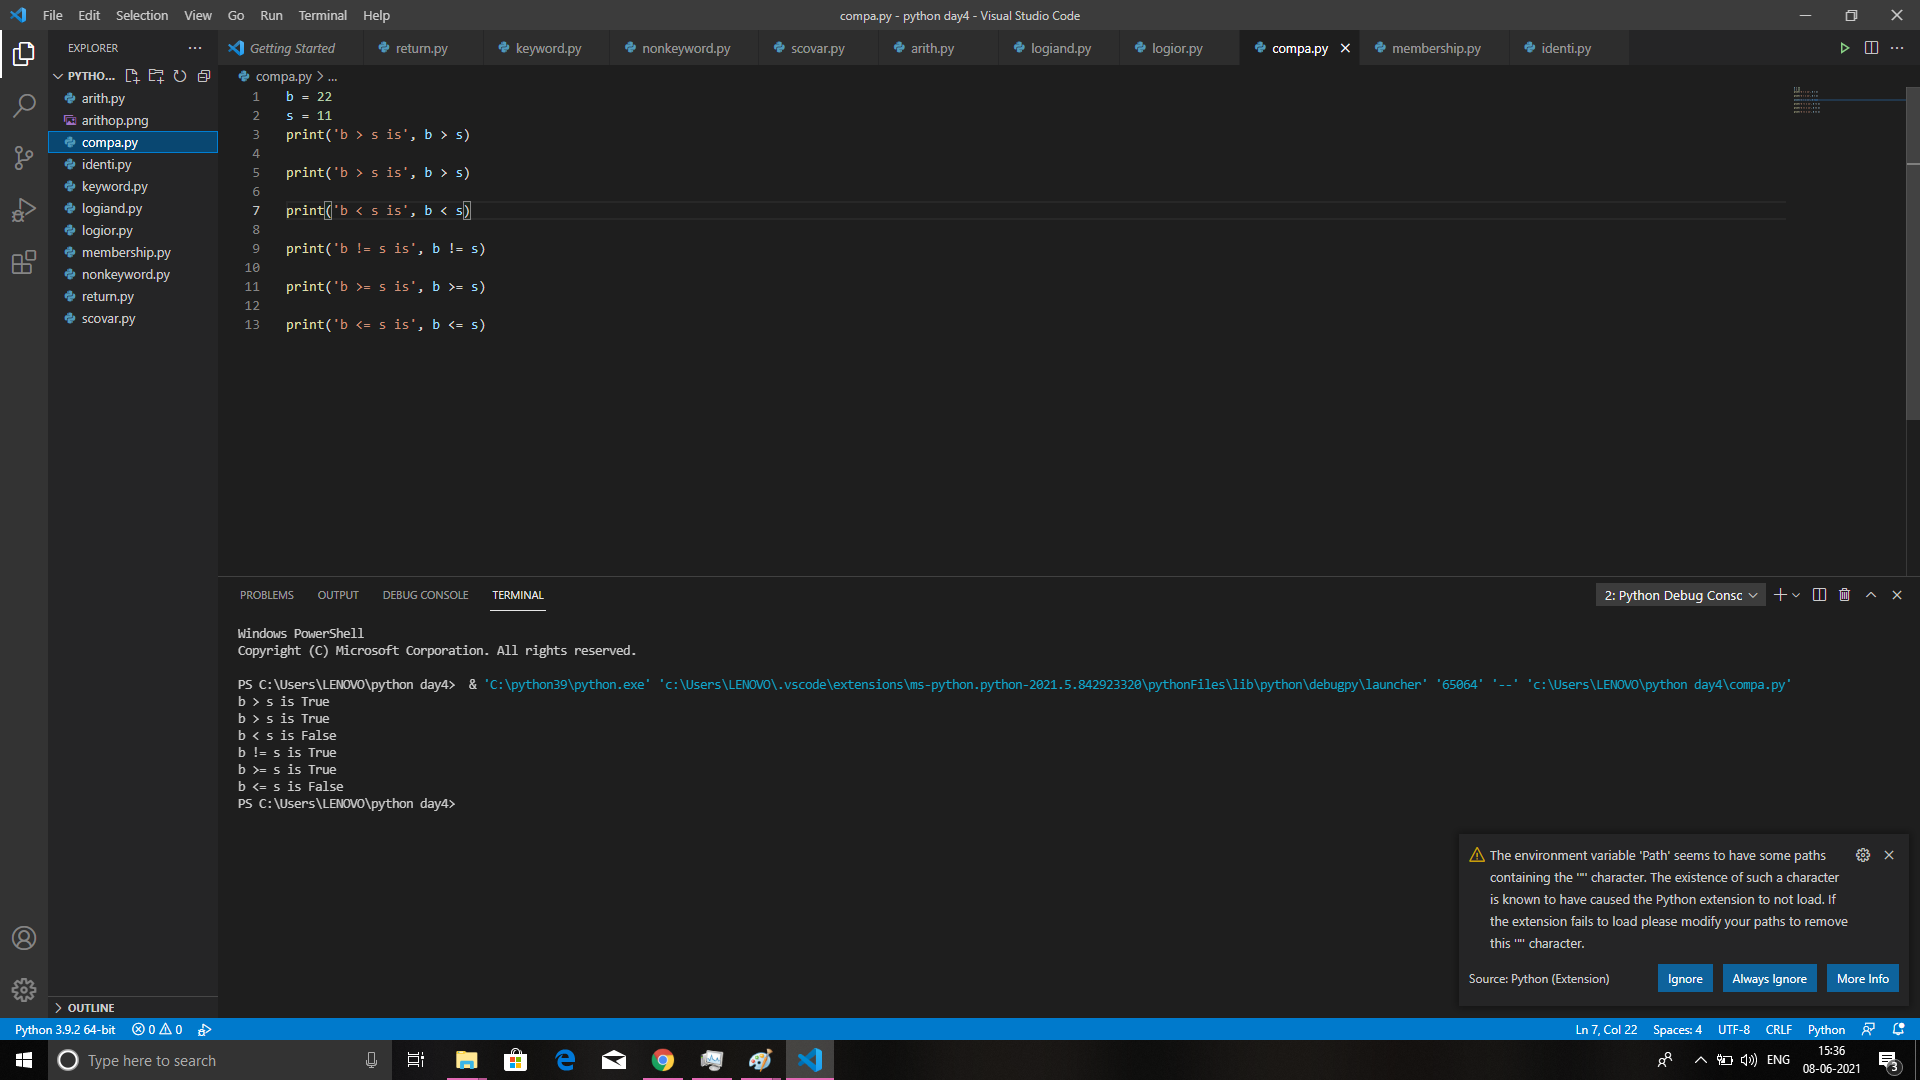 File Edit Selection View Go Run Terminal Help
compa.py - python day4 - Visual Studio Code
EXPLORER
Getting Started return.py keyword.py nonkeyword.py scovar.py arith.py logiand.py logior.py compa.py membership.py identi.py
PYTHO...
arith.py
arithop.png
compa.py
identi.py
keyword.py
logiand.py
logior.py
membership.py
nonkeyword.py
return.py
scovar.py
OUTLINE
compa.py > ...
1 b = 22
2 s = 11
3 print('b > s is', b > s)
4
5 print('b > s is', b > s)
6
7 print('b < s is', b < s)
8
9 print('b != s is', b != s)
10
11 print('b >= s is', b >= s)
12
13 print('b <= s is', b <= s)
PROBLEMS OUTPUT DEBUG CONSOLE TERMINAL
2: Python Debug Consc
Windows PowerShell
Copyright (C) Microsoft Corporation. All rights reserved.
PS C:\Users\LENOVO\python day4> & 'C:\python39\python.exe' 'c:\Users\LENOVO\.vscode\extensions\ms-python.python-2021.5.842923320\pythonFiles\lib\python\debugpy\launcher' '65064' '--' 'c:\Users\LENOVO\python day4\compa.py'
b > s is True
b > s is True
b < s is False
b != s is True
b >= s is True
b <= s is False
PS C:\Users\LENOVO\python day4>
The environment variable 'Path' seems to have some paths
containing the '"' character. The existence of such a character
is known to have caused the Python extension to not load. If
the extension fails to load please modify your paths to remove
this '"' character.
Source: Python (Extension)
Ignore Always Ignore More Info
Python 3.9.2 64-bit 0 0
Ln 7, Col 22 Spaces: 4 UTF-8 CRLF Python
Type here to search
ENG
15:36
08-06-2021
3